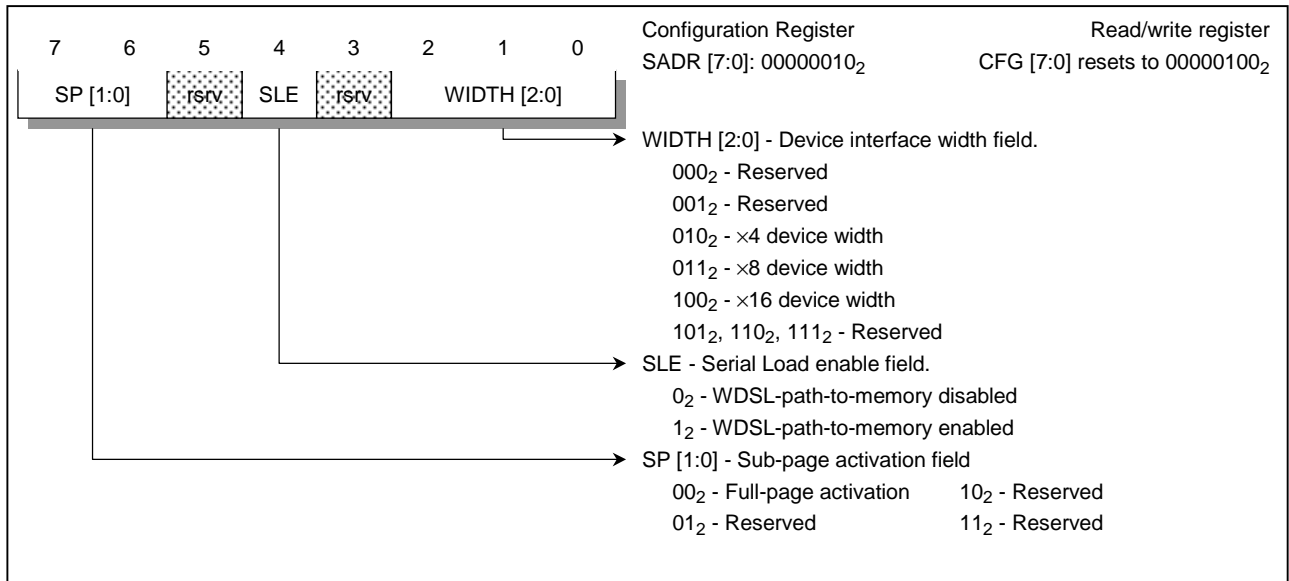 Configuration Register Read/write register
7 6 5 4 3 2 1 0
SADR [7:0]: 00000010₂ CFG [7:0] resets to 00000100₂
SP [1:0] rsrv SLE rsrv WIDTH [2:0]
WIDTH [2:0] - Device interface width field.
000₂ - Reserved
001₂ - Reserved
010₂ - ×4 device width
011₂ - ×8 device width
100₂ - ×16 device width
101₂, 110₂, 111₂ - Reserved
SLE - Serial Load enable field.
0₂ - WDSL-path-to-memory disabled
1₂ - WDSL-path-to-memory enabled
SP [1:0] - Sub-page activation field
00₂ - Full-page activation 10₂ - Reserved
01₂ - Reserved 11₂ - Reserved